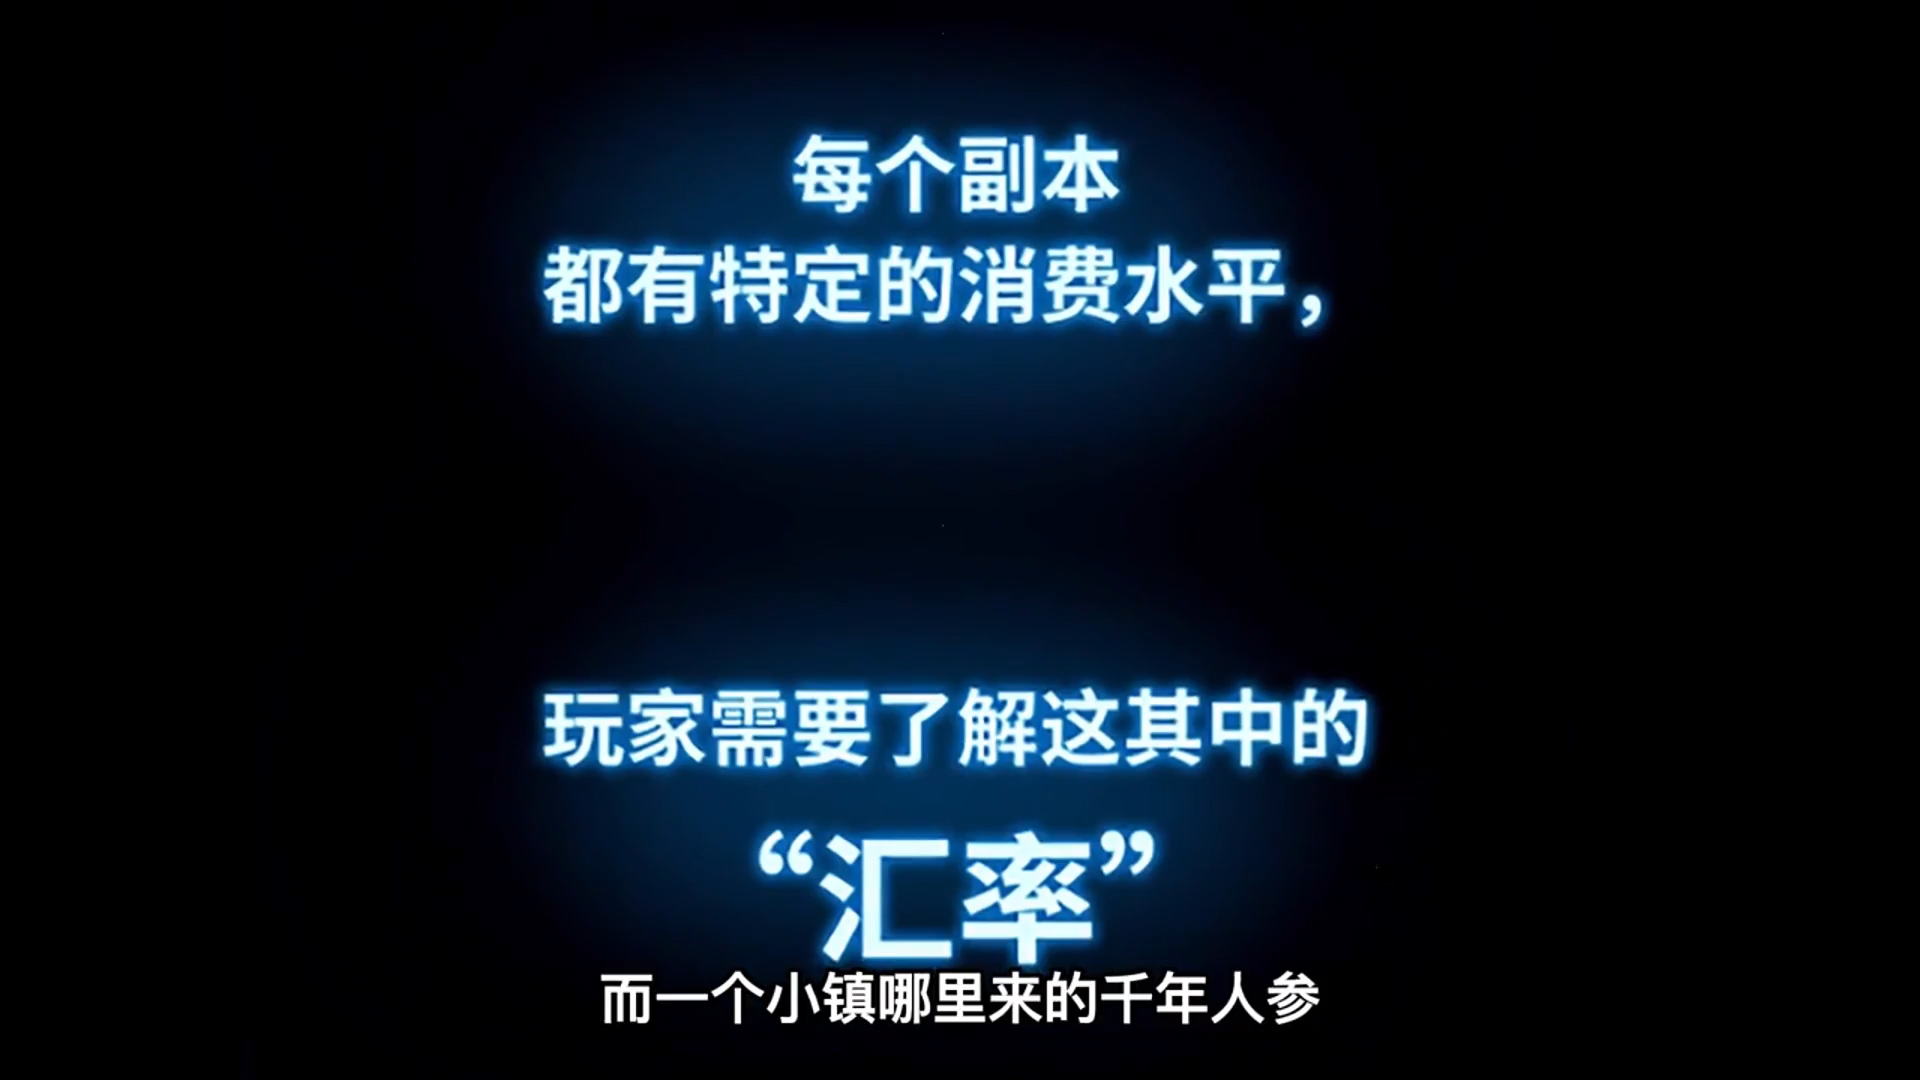 每个副本
都有特定的消费水平，
玩家需要了解这其中的
“汇率”
而一个小镇哪里来的千年人参